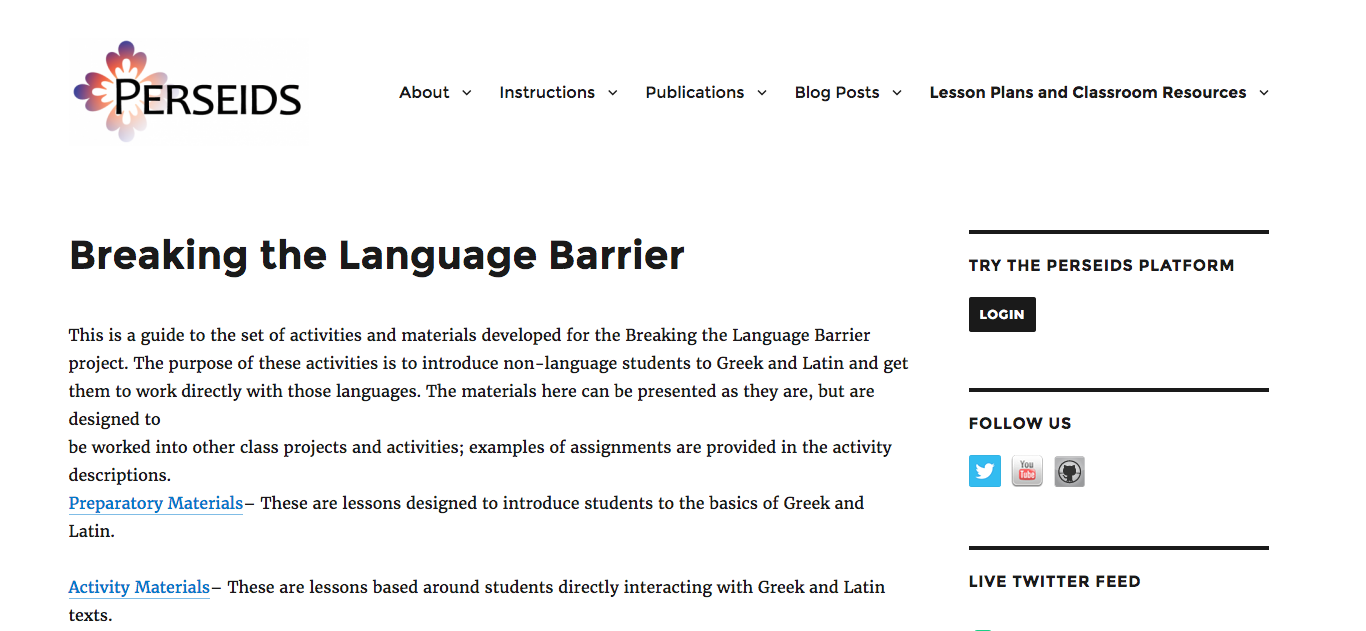 PERSEIDS
About
Instructions
Publications
Blog Posts
Lesson Plans and Classroom Resources
Breaking the Language Barrier
This is a guide to the set of activities and materials developed for the Breaking the Language Barrier
project. The purpose of these activities is to introduce non-language students to Greek and Latin and get
them to work directly with those languages. The materials here can be presented as they are, but are
designed to
be worked into other class projects and activities; examples of assignments are provided in the activity
descriptions.
Preparatory Materials– These are lessons designed to introduce students to the basics of Greek and
Latin.
Activity Materials– These are lessons based around students directly interacting with Greek and Latin
texts.
TRY THE PERSEIDS PLATFORM
LOGIN
FOLLOW US
You Tube
LIVE TWITTER FEED